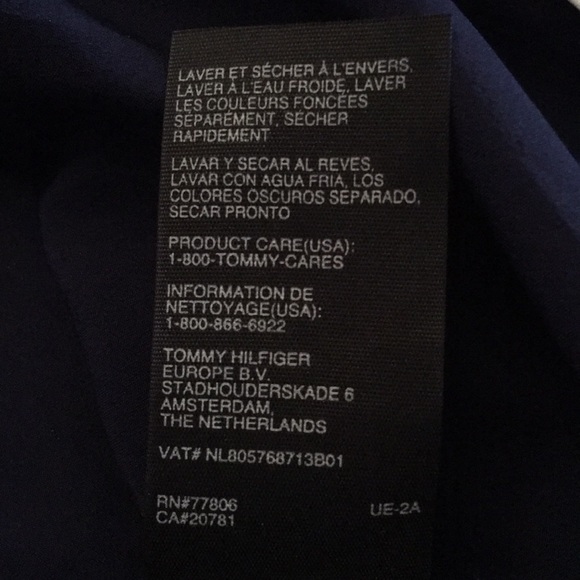 LAVER ET SÉCHER À L'ENVERS,
LAVER À L'EAU FROIDE, LAVER
LES COULEURS FONCÉES
SÉPARÉMENT, SÉCHER
RAPIDEMENT
LAVAR Y SECAR AL REVES,
LAVAR CON AGUA FRIA, LOS
COLORES OSCUROS SEPARADO,
SECAR PRONTO
PRODUCT CARE(USA):
1-800-TOMMY-CARES
INFORMATION DE
NETTOYAGE(USA):
1-800-866-6922
TOMMY HILFIGER
EUROPE B.V.
STADHOUDERSKADE 6
AMSTERDAM,
THE NETHERLANDS
VAT# NL805768713B01
RN#77806 UE-2A
CA#20781